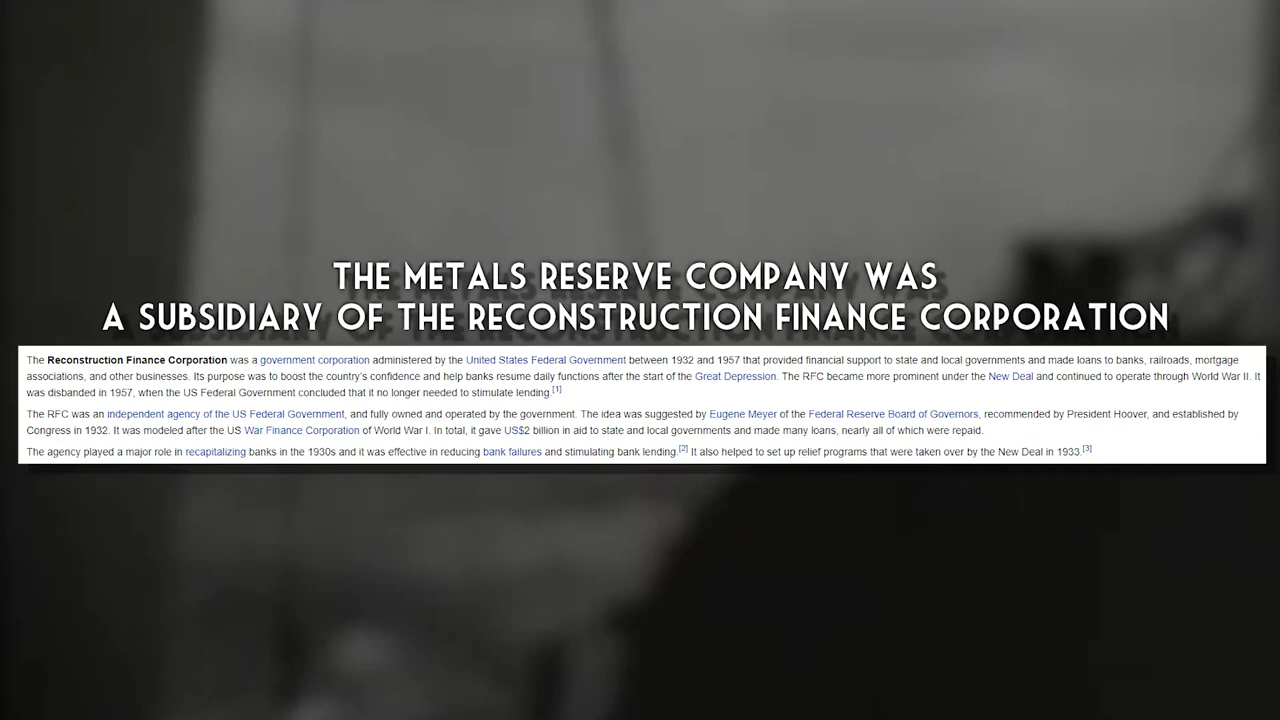 THE METALS RESERVE COMPANY WAS
A SUBSIDIARY OF THE RECONSTRUCTION FINANCE CORPORATION
The Reconstruction Finance Corporation was a government corporation administered by the United States Federal Government between 1932 and 1957 that provided financial support to state and local governments and made loans to banks, railroads, mortgage
associations, and other businesses. Its purpose was to boost the country's confidence and help banks resume daily functions after the start of the Great Depression. The RFC became more prominent under the New Deal and continued to operate through World War II. It
was disbanded in 1957, when the US Federal Government concluded that it no longer needed to stimulate lending.[1]
The RFC was an independent agency of the US Federal Government, and fully owned and operated by the government. The idea was suggested by Eugene Meyer of the Federal Reserve Board of Governors, recommended by President Hoover, and established by
Congress in 1932. It was modeled after the US War Finance Corporation of World War I. In total, it gave US$2 billion in aid to state and local governments and made many loans, nearly all of which were repaid.
The agency played a major role in recapitalizing banks in the 1930s and it was effective in reducing bank failures and stimulating bank lending.[2] It also helped to set up relief programs that were taken over by the New Deal in 1933.[3]